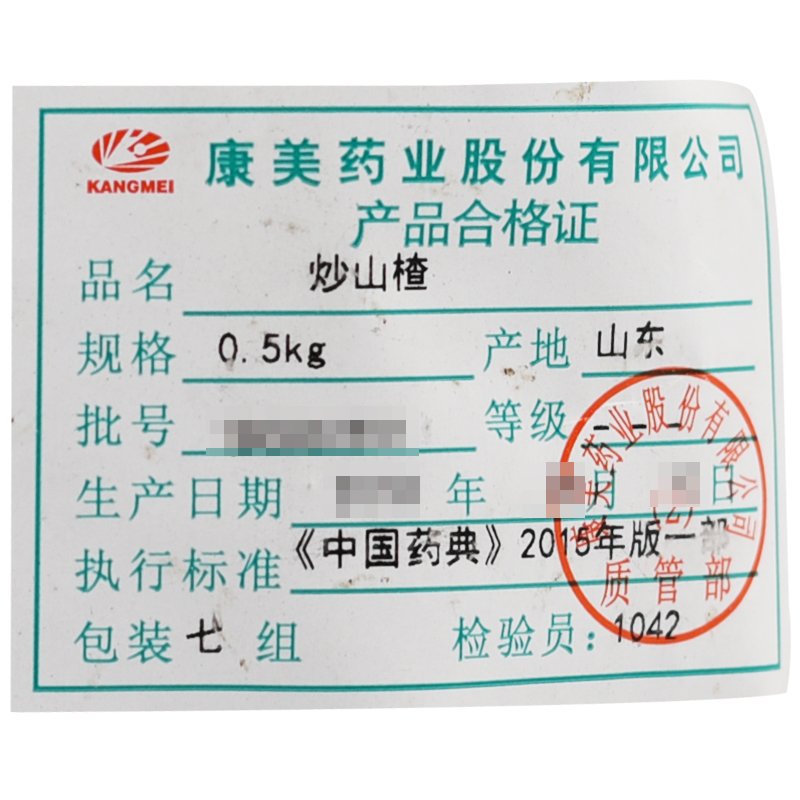 KANGMEI
康美药业股份有限公司
产品合格证
品名 炒山楂
规格 0.5kg 产地 山东
批号 等级
生产日期 年 月 日
执行标准 《中国药典》2015年版一部
包装 七 组 检验员：1042
药业股份有限公司
(2)
质管部